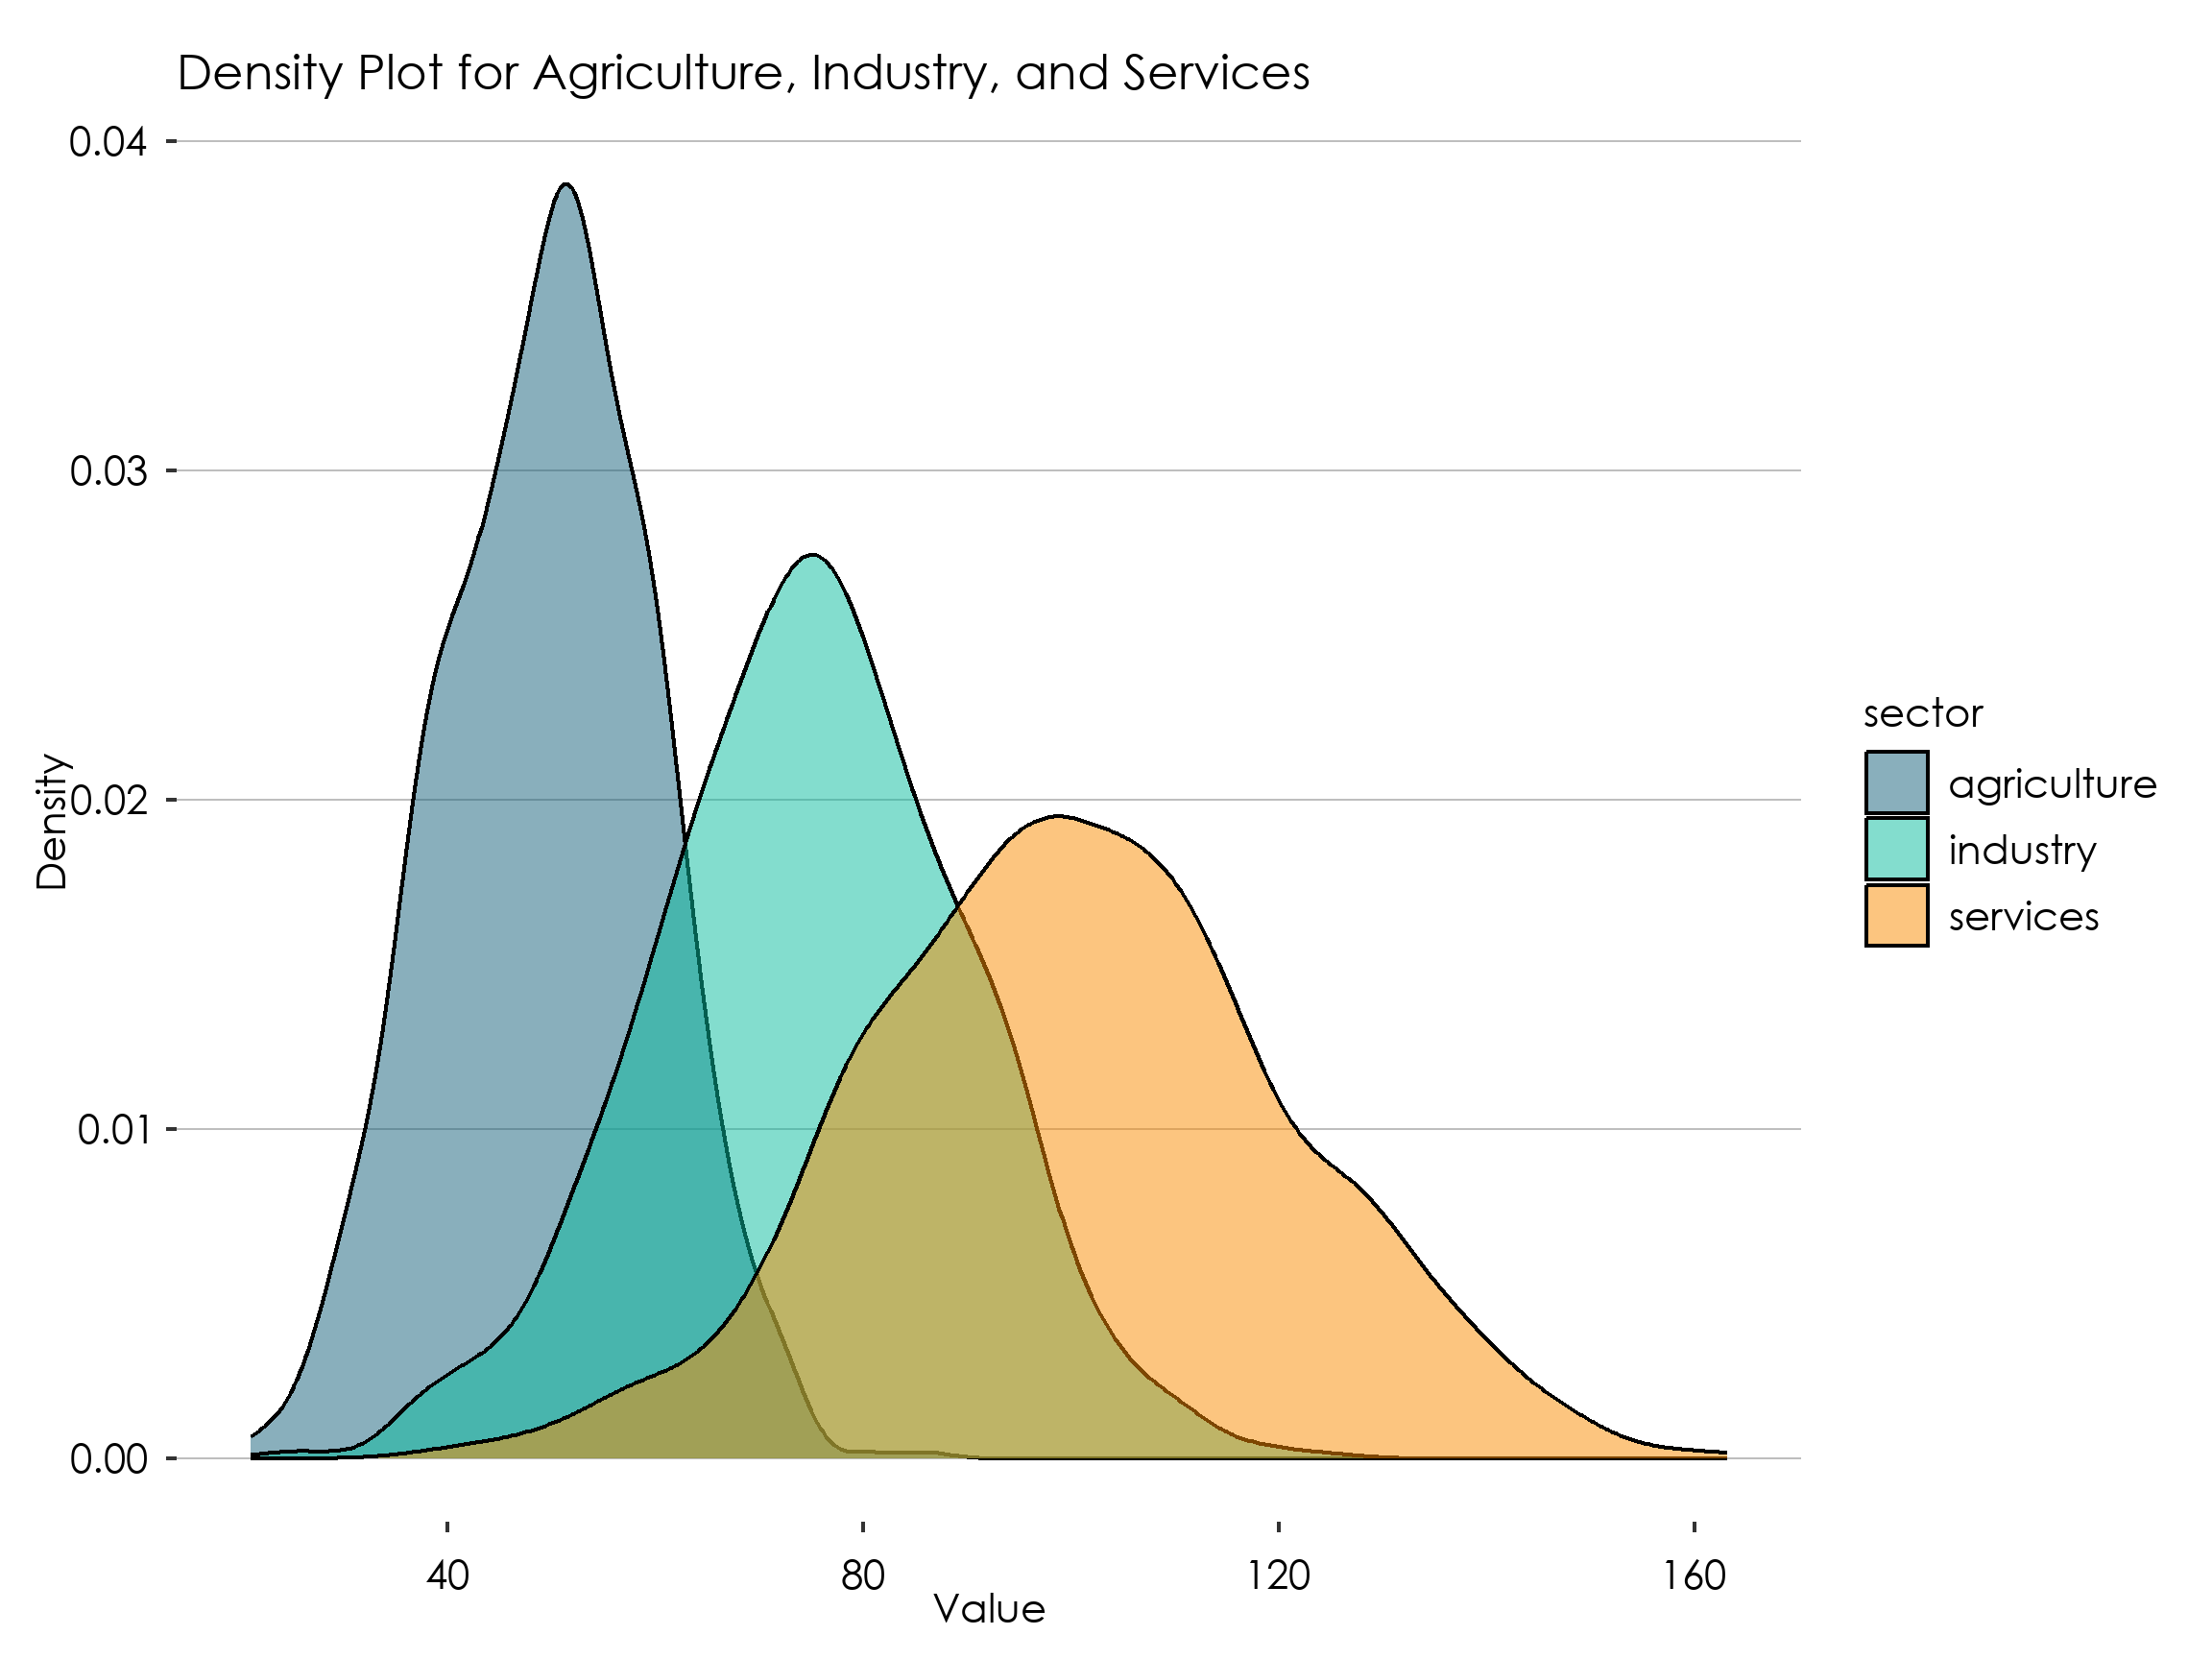 Density Plot for Agriculture, Industry, and Services
0.04
0.03
0.02
0.01
0.00
Density
40 80 120 160
Value
sector
agriculture
industry
services